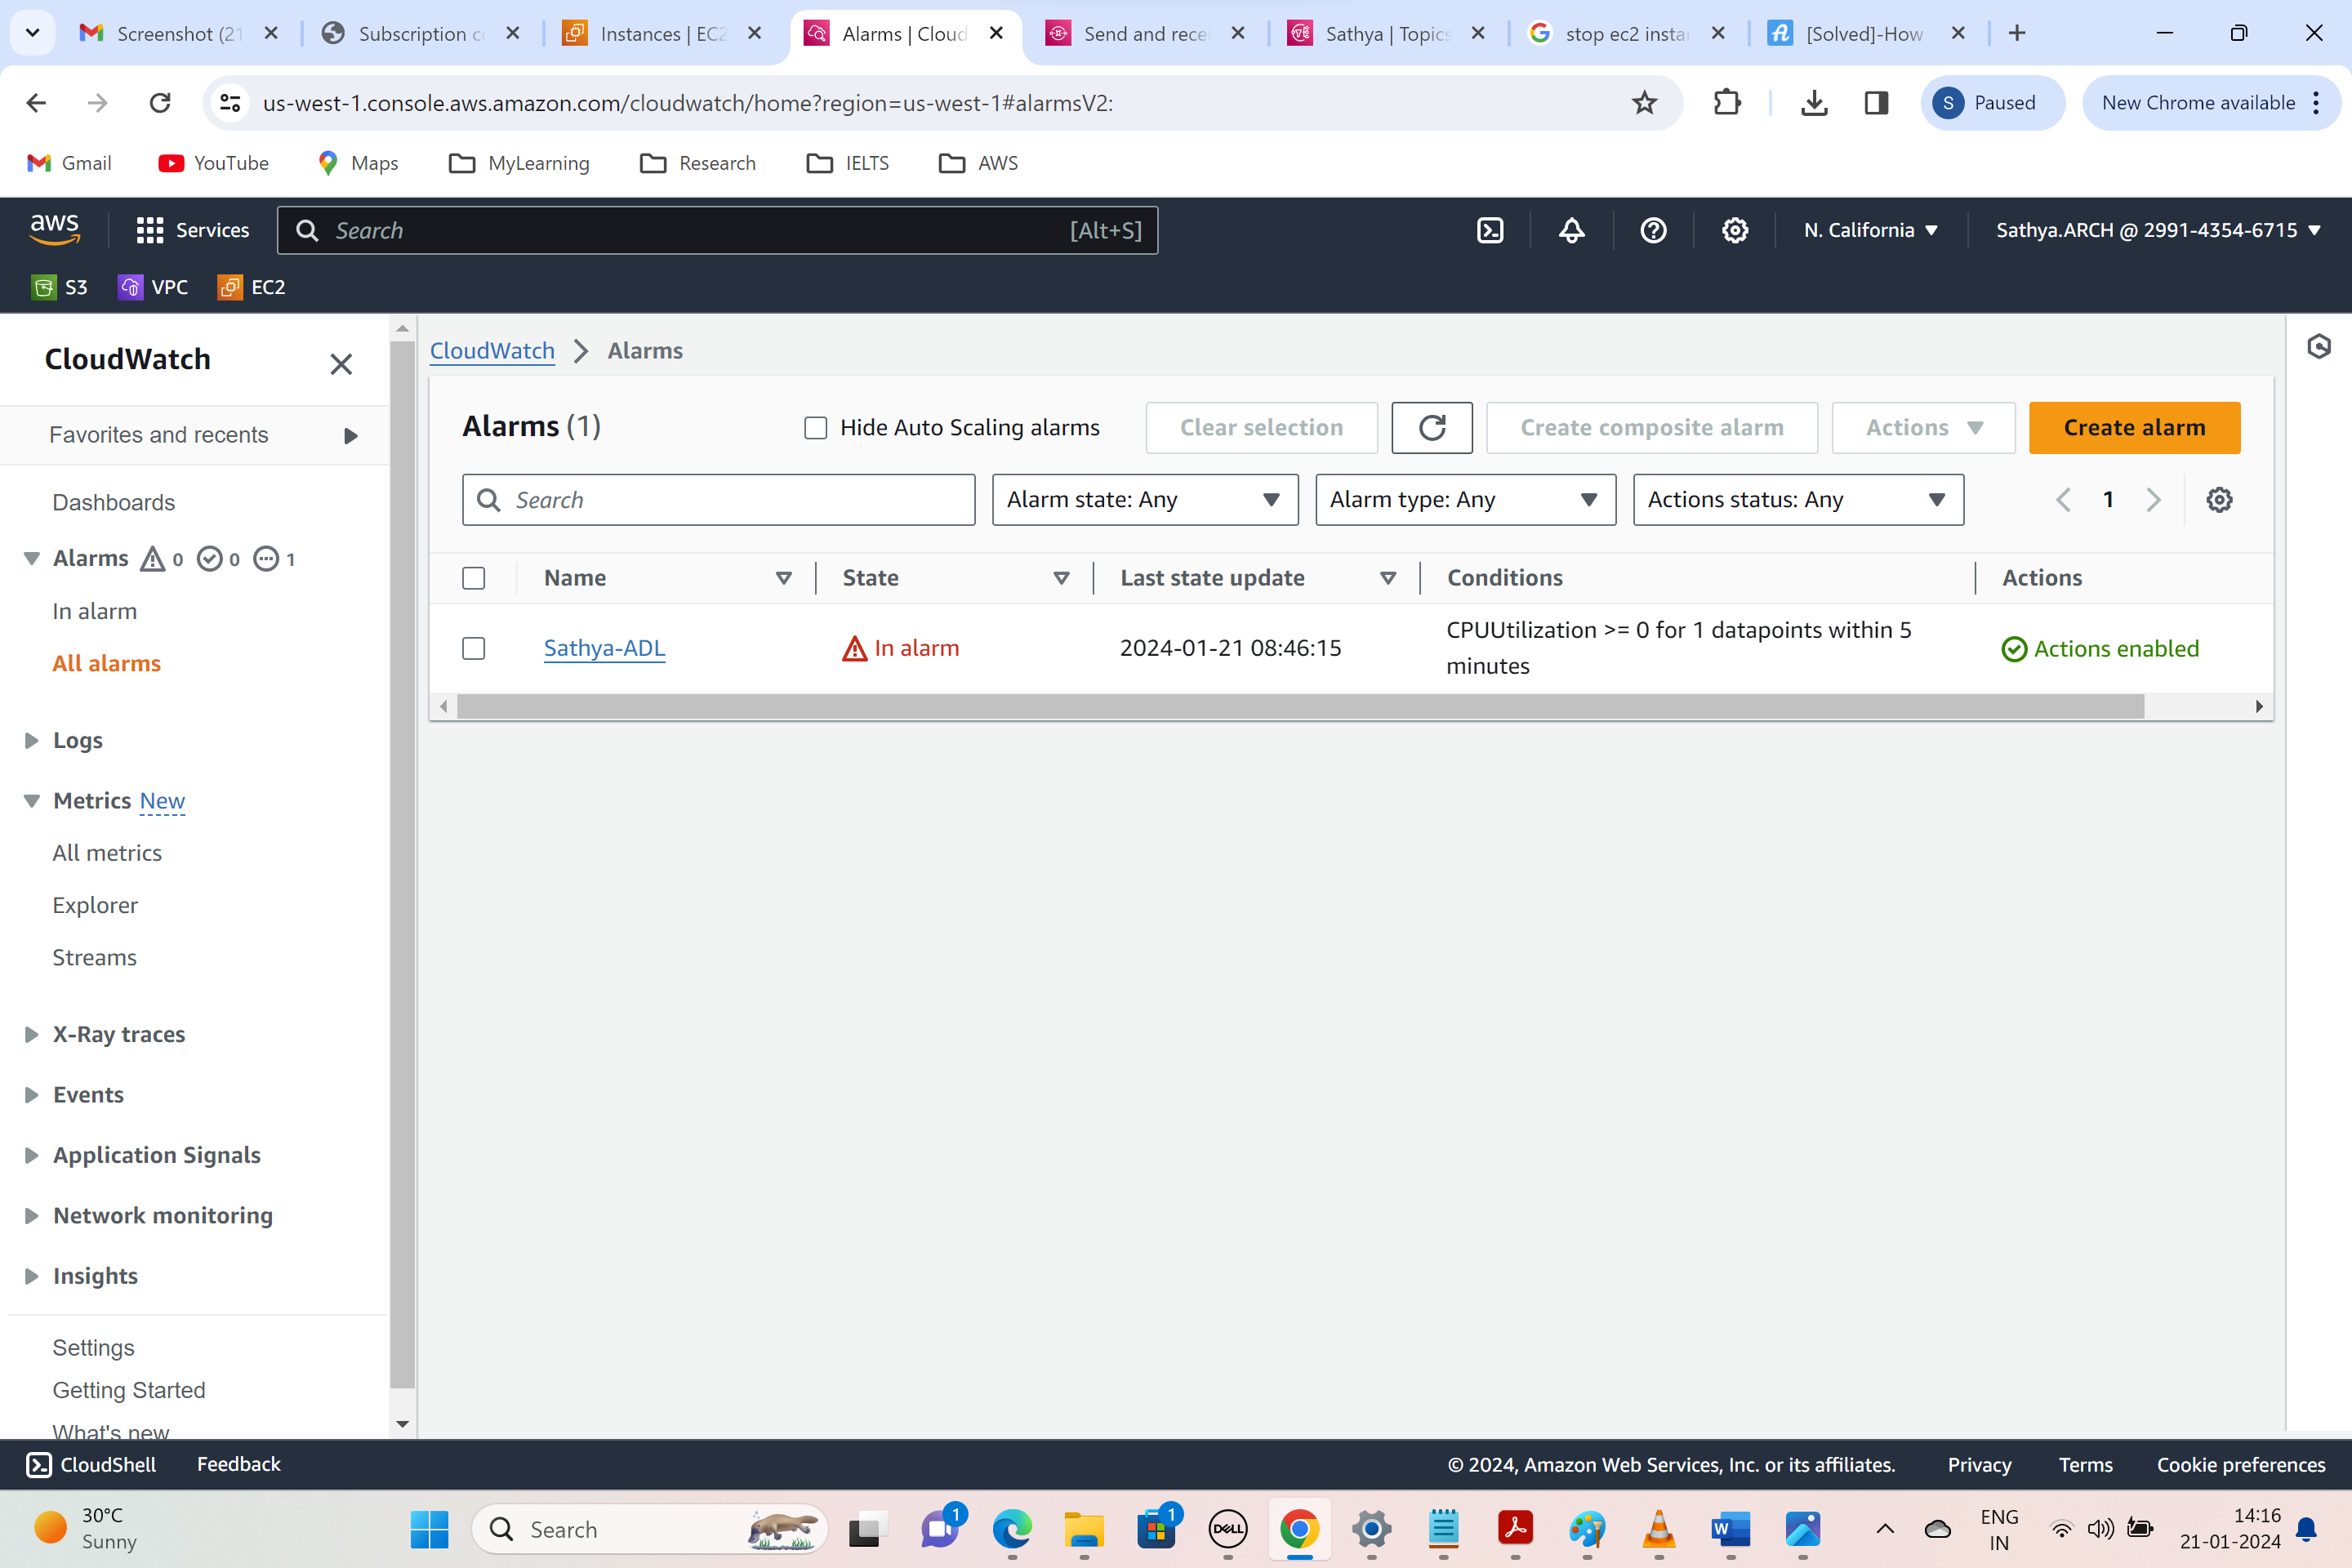 Screenshot (21
Subscription c
Instances | EC2
Alarms | Cloud
Send and rece
Sathya | Topics
stop ec2 insta
[Solved]-How
us-west-1.console.aws.amazon.com/cloudwatch/home?region=us-west-1#alarmsV2:
S Paused
New Chrome available
Gmail
YouTube
Maps
MyLearning
Research
IELTS
AWS
aws
Services
Search
[Alt+S]
N. California
Sathya.ARCH @ 2991-4354-6715
S3
VPC
EC2
CloudWatch
Favorites and recents
Dashboards
Alarms 0 0 1
In alarm
All alarms
Logs
Metrics New
All metrics
Explorer
Streams
X-Ray traces
Events
Application Signals
Network monitoring
Insights
Settings
Getting Started
What's new
CloudWatch
Alarms
Alarms (1)
Hide Auto Scaling alarms
Clear selection
Create composite alarm
Actions
Create alarm
Search
Alarm state: Any
Alarm type: Any
Actions status: Any
1
Name
State
Last state update
Conditions
Actions
Sathya-ADL
In alarm
2024-01-21 08:46:15
CPUUtilization >= 0 for 1 datapoints within 5
minutes
Actions enabled
CloudShell
Feedback
© 2024, Amazon Web Services, Inc. or its affiliates.
Privacy
Terms
Cookie preferences
30°C
Sunny
Search
1
1
DELL
W
ENG
IN
14:16
21-01-2024